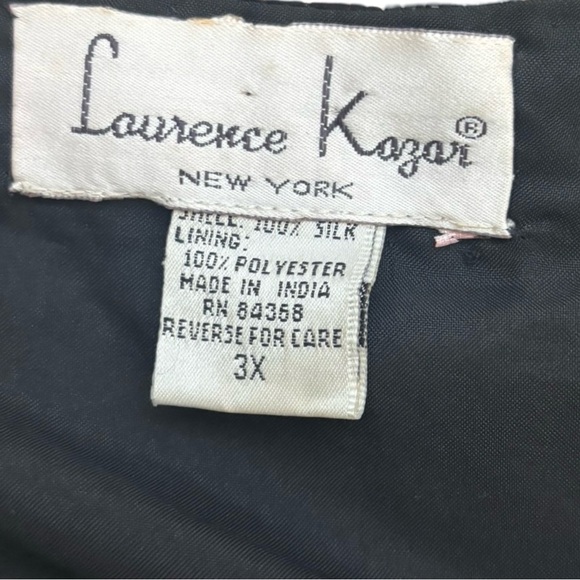 Laurence Kazar®
NEW YORK
SHELL: 100% SILK
LINING:
100% POLYESTER
MADE IN INDIA
RN 84358
REVERSE FOR CARE
3X